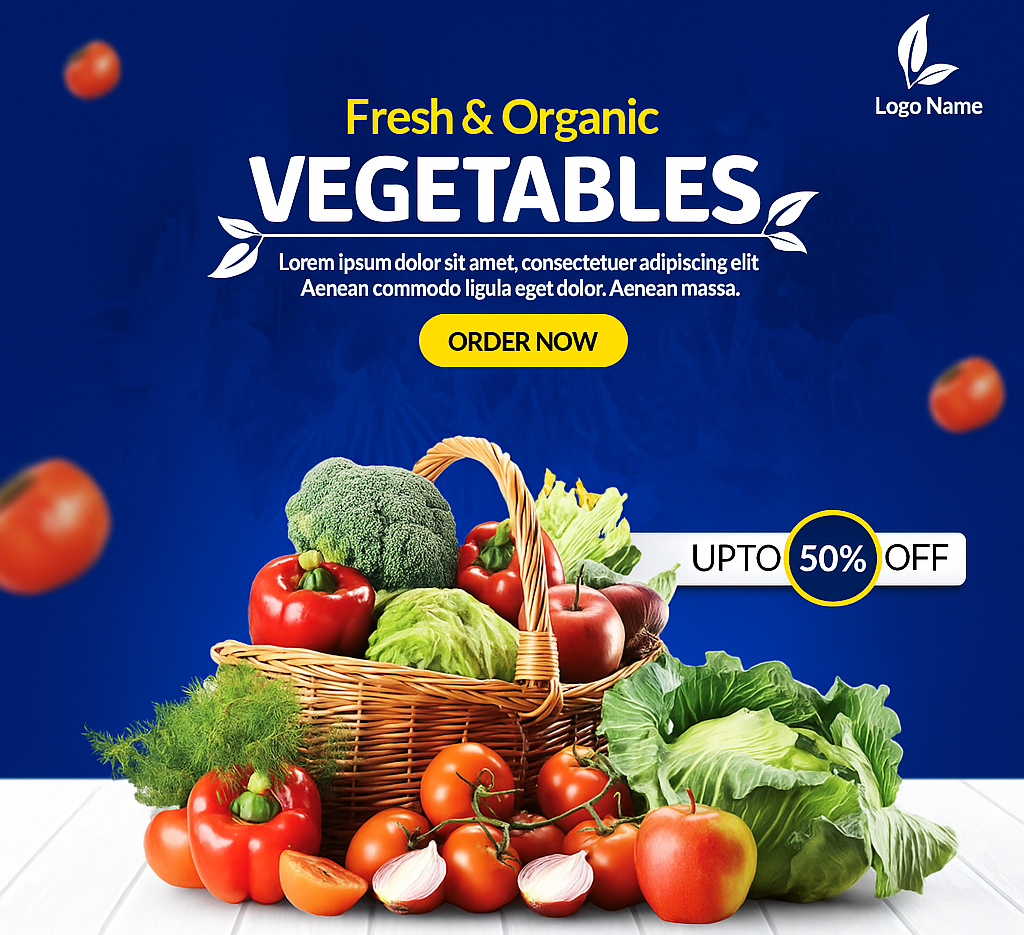 Logo Name
Fresh & Organic
VEGETABLES
Lorem ipsum dolor sit amet, consectetuer adipiscing elit
Aenean commodo ligula eget dolor. Aenean massa.
ORDER NOW
UPTO 50% OFF